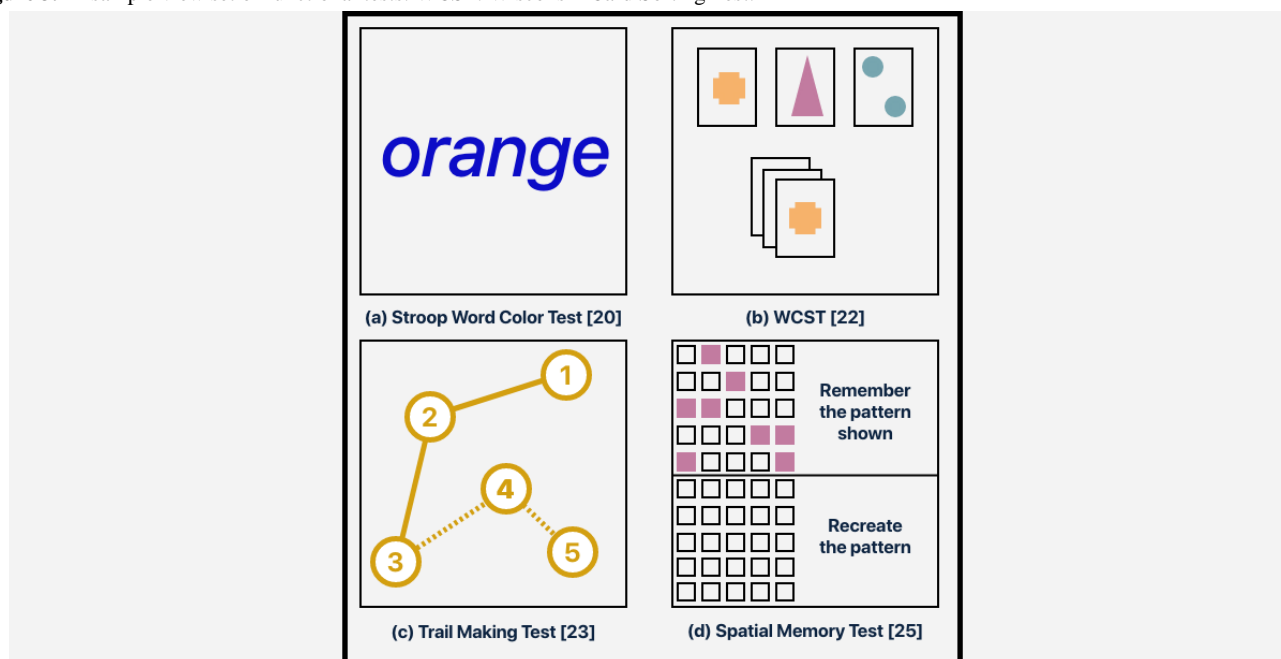 orange
(a) Stroop Word Color Test [20]
(b) WCST [22]
1
2
3
4
5
(c) Trail Making Test [23]
Remember
the pattern
shown
Recreate
the pattern
(d) Spatial Memory Test [25]